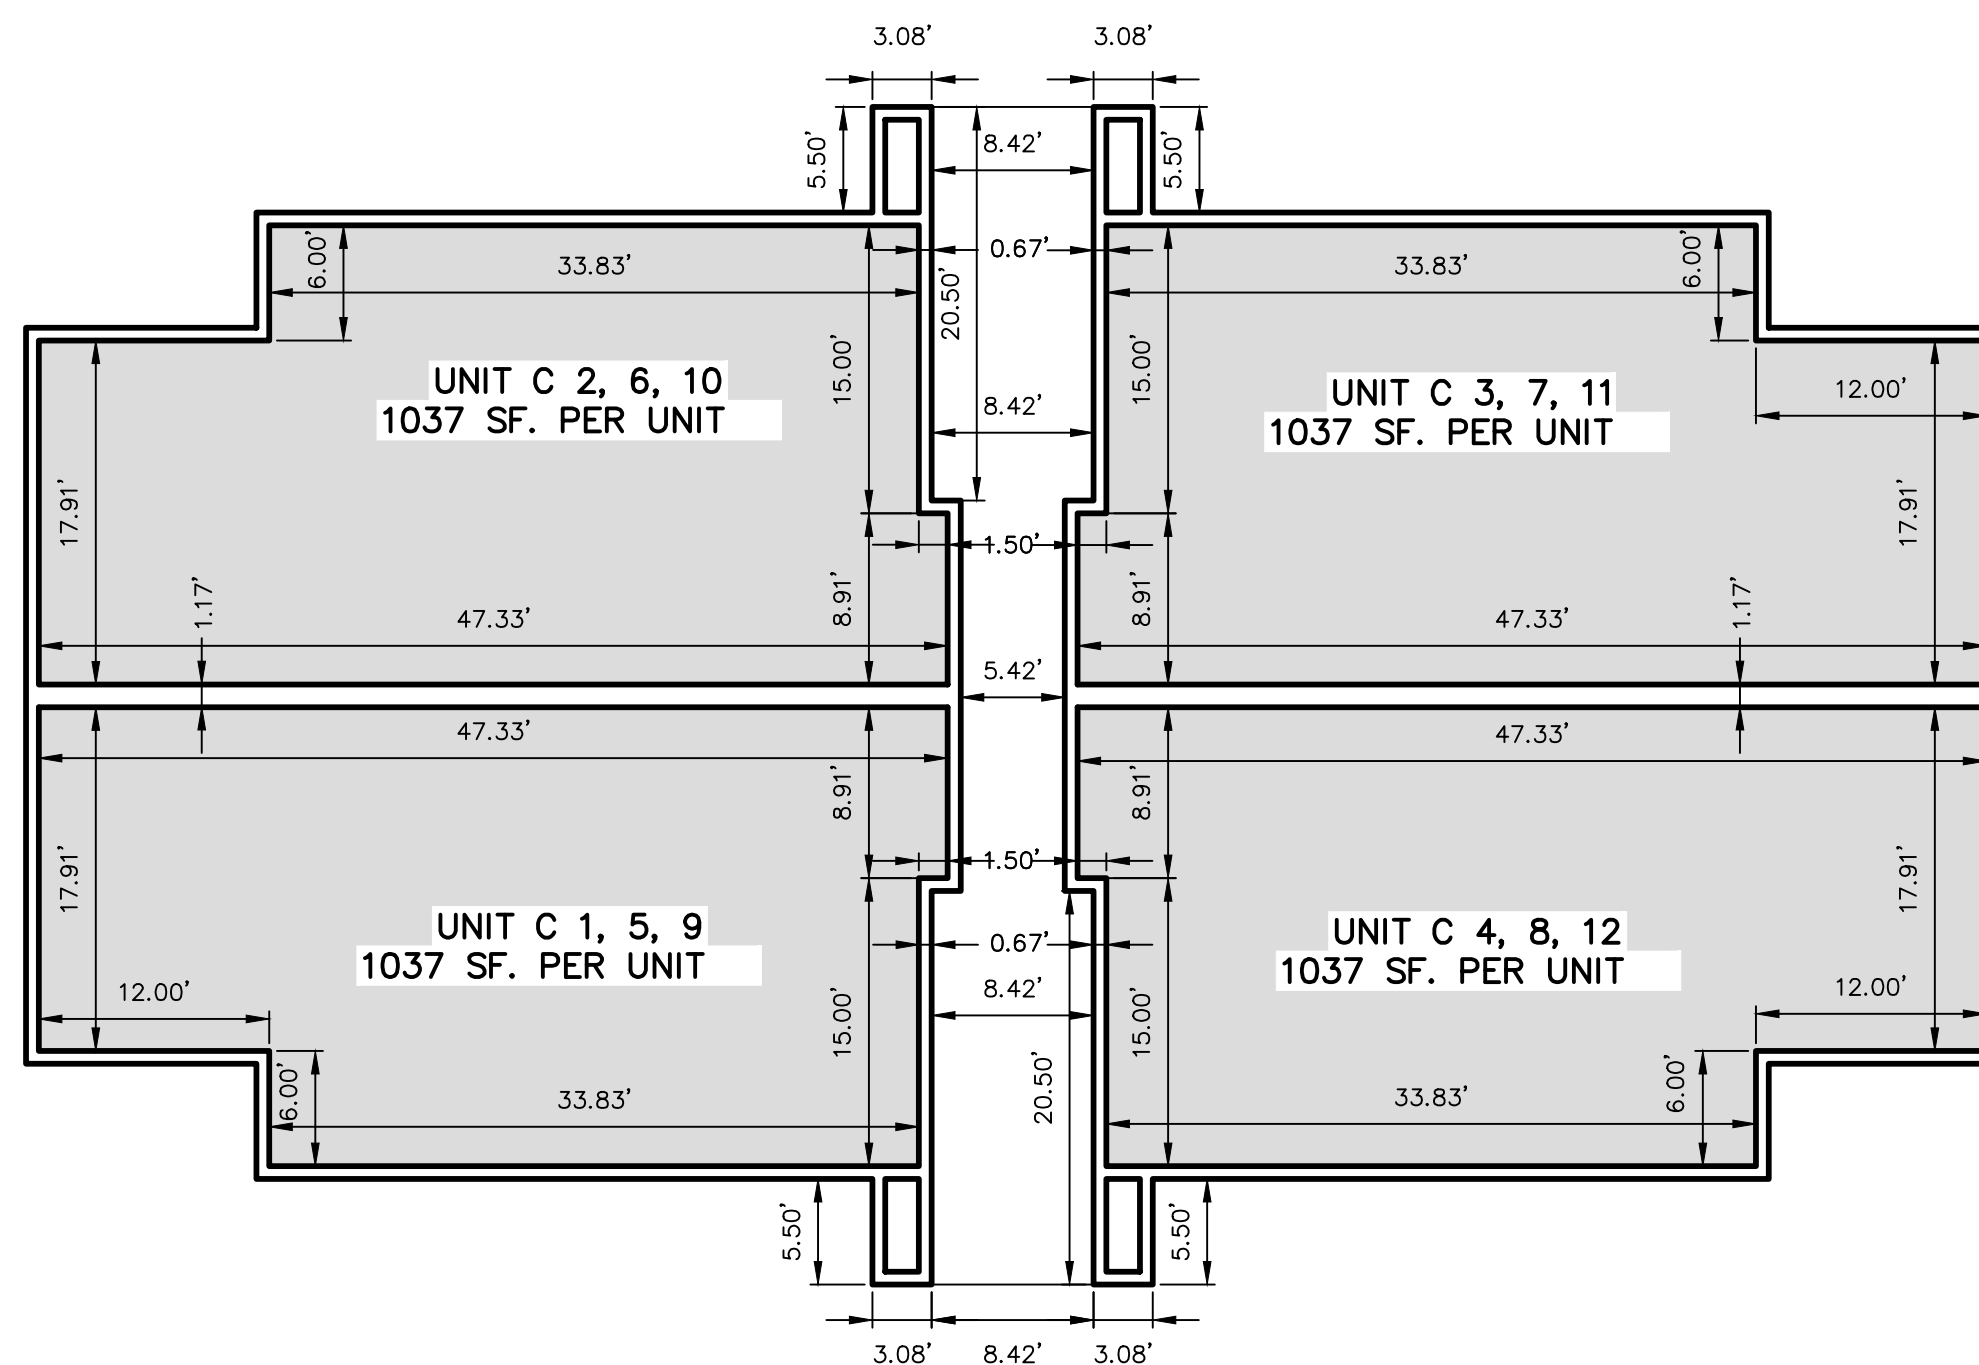 3.08' 3.08'
5.50' 8.42' 5.50'
6.00' 33.83' 0.67' 33.83' 6.00'
20.50'
15.00' 15.00'
UNIT C 2, 6, 10
1037 SF. PER UNIT
UNIT C 3, 7, 11
1037 SF. PER UNIT
12.00'
8.42'
17.91' 17.91'
1.50'
1.17' 8.91' 8.91' 1.17'
47.33' 47.33'
5.42'
47.33' 47.33'
8.91' 8.91'
17.91' 1.50' 17.91'
UNIT C 1, 5, 9
1037 SF. PER UNIT
UNIT C 4, 8, 12
1037 SF. PER UNIT
0.67'
12.00' 8.42' 12.00'
15.00' 15.00'
6.00' 33.83' 20.50' 33.83' 6.00'
5.50' 5.50'
3.08' 8.42' 3.08'